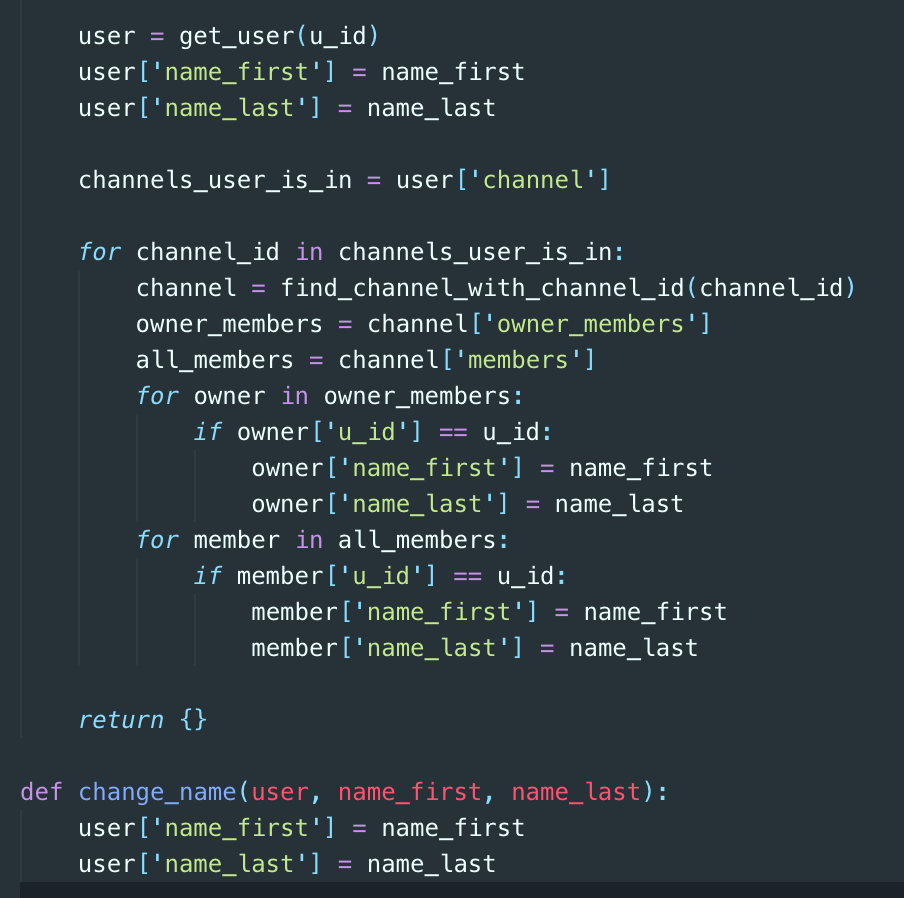 user = get_user(u_id)
    user['name_first'] = name_first
    user['name_last'] = name_last

    channels_user_is_in = user['channel']

    for channel_id in channels_user_is_in:
        channel = find_channel_with_channel_id(channel_id)
        owner_members = channel['owner_members']
        all_members = channel['members']
        for owner in owner_members:
            if owner['u_id'] == u_id:
                owner['name_first'] = name_first
                owner['name_last'] = name_last
        for member in all_members:
            if member['u_id'] == u_id:
                member['name_first'] = name_first
                member['name_last'] = name_last

    return {}

def change_name(user, name_first, name_last):
    user['name_first'] = name_first
    user['name_last'] = name_last